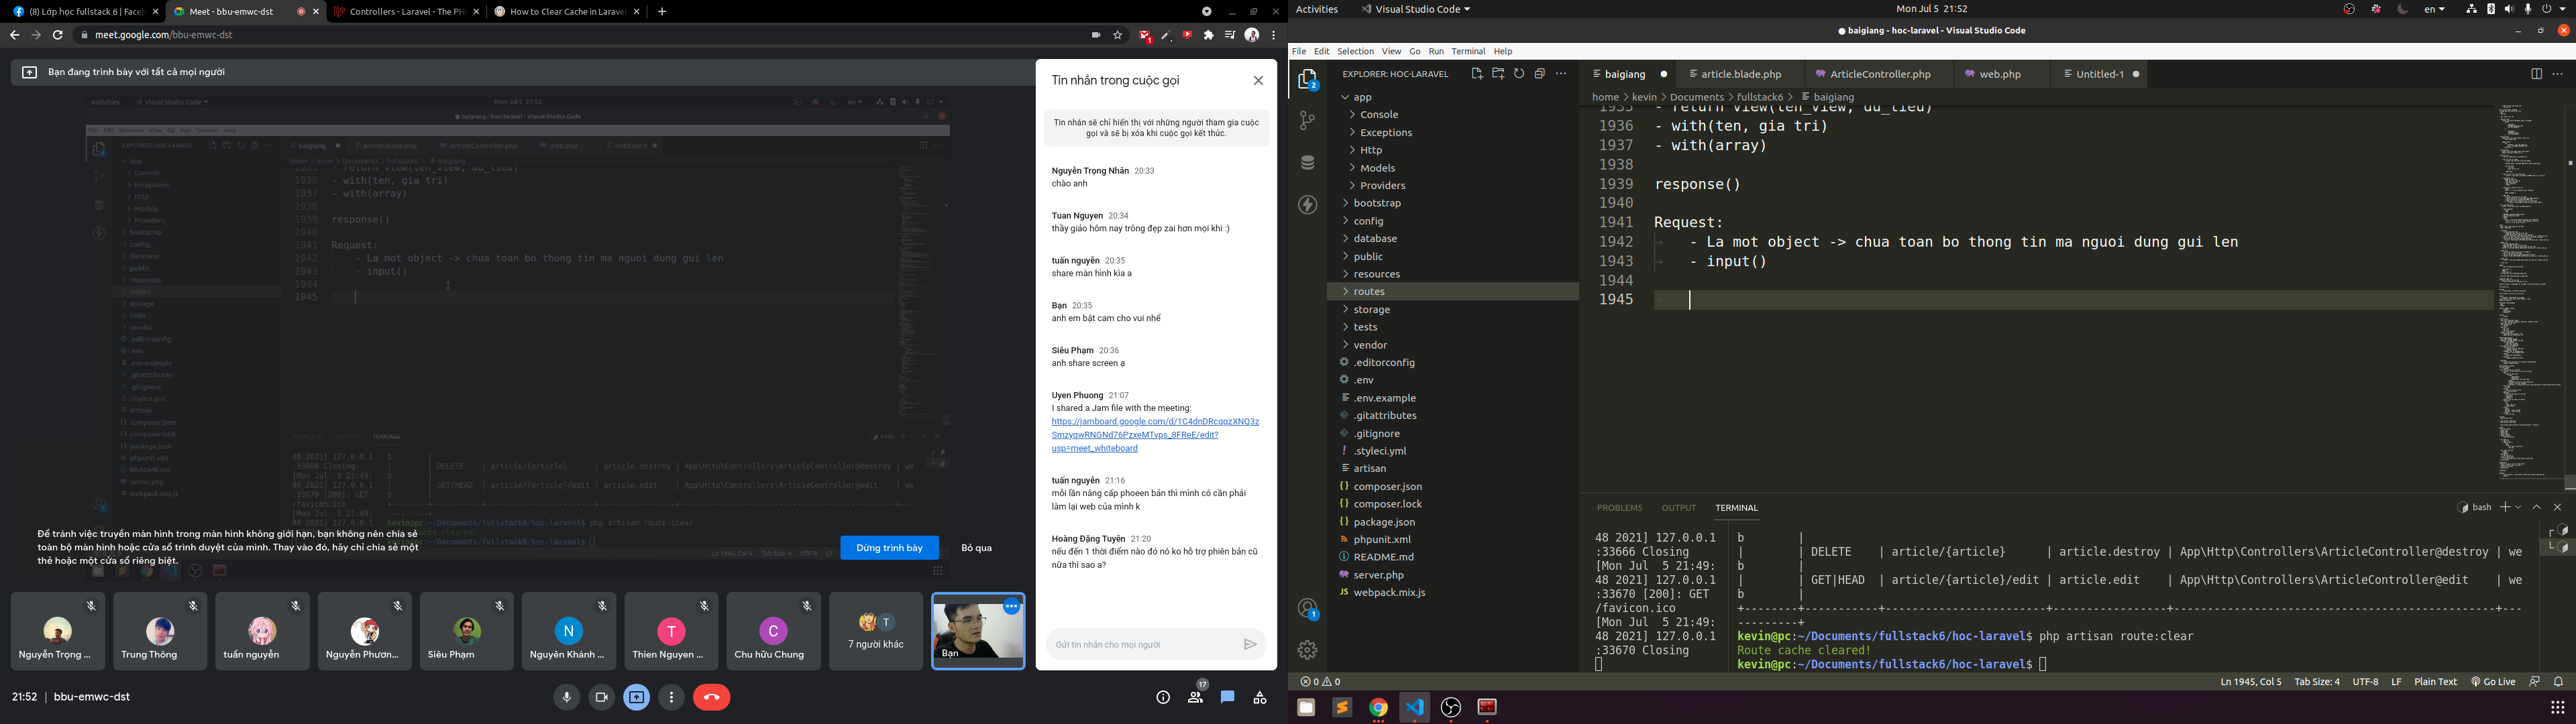 (8) Lớp học fullstack 6 | Face
Meet - bbu-emwc-dst
Controllers - Laravel - The PH
How to Clear Cache in Laravel
meet.google.com/bbu-emwc-dst
Bạn đang trình bày với tất cả mọi người
Để tránh việc truyền màn hình trong màn hình không giới hạn, bạn không nên chia sẻ
toàn bộ màn hình hoặc cửa sổ trình duyệt của mình. Thay vào đó, hãy chỉ chia sẻ một
thẻ hoặc một cửa sổ riêng biệt.
Dừng trình bày
Bỏ qua
Tin nhắn trong cuộc gọi
Tin nhắn sẽ chỉ hiển thị với những người tham gia cuộc
gọi và sẽ bị xóa khi cuộc gọi kết thúc.
Nguyễn Trọng Nhân 20:33
chào anh
Tuan Nguyen 20:34
thầy giáo hôm nay trông đẹp zai hơn mọi khi :)
tuấn nguyễn 20:35
share màn hình kìa a
Bạn 20:35
anh em bật cam cho vui nhể
Siêu Phạm 20:36
anh share screen ạ
Uyen Phuong 21:07
I shared a Jam file with the meeting:
https://jamboard.google.com/d/1C4dnDRcqqzXNQ3z
SmzyqwRNGNd76PzxeMTvps_8FReE/edit?
usp=meet_whiteboard
tuấn nguyễn 21:16
mỗi lần nâng cấp phoeen bản thì mình có cần phải
làm lại web của mình k
Hoàng Đặng Tuyên 21:20
nếu đến 1 thời điểm nào đó nó ko hỗ trợ phiên bản cũ
nữa thì sao a?
Gửi tin nhắn cho mọi người
Nguyễn Trọng ...
Trung Thông
tuấn nguyễn
Nguyễn Phươn...
Siêu Phạm
N
Nguyên Khánh ...
T
Thien Nguyen ...
C
Chu hữu Chung
T
7 người khác
Bạn
21:52 | bbu-emwc-dst
17
Activities Visual Studio Code Mon Jul 5 21:52 en
● baigiang - hoc-laravel - Visual Studio Code
File Edit Selection View Go Run Terminal Help
EXPLORER: HOC-LARAVEL
app
Console
Exceptions
Http
Models
Providers
bootstrap
config
database
public
resources
routes
storage
tests
vendor
.editorconfig
.env
.env.example
.gitattributes
.gitignore
.styleci.yml
artisan
composer.json
composer.lock
package.json
phpunit.xml
README.md
server.php
webpack.mix.js
baigiang ● article.blade.php ArticleController.php web.php Untitled-1 ●
home > kevin > Documents > fullstack6 > baigiang
1935 - return view(ten_view, du_lieu)
1936 - with(ten, gia tri)
1937 - with(array)
1938
1939 response()
1940
1941 Request:
1942 - La mot object -> chua toan bo thong tin ma nguoi dung gui len
1943 - input()
1944
1945
PROBLEMS OUTPUT TERMINAL
bash
48 2021] 127.0.0.1
:33666 Closing
[Mon Jul 5 21:49:
48 2021] 127.0.0.1
:33670 [200]: GET
/favicon.ico
[Mon Jul 5 21:49:
48 2021] 127.0.0.1
:33670 Closing
b |
| | DELETE | article/{article} | article.destroy | App\Http\Controllers\ArticleController@destroy | we
b |
| | GET|HEAD | article/{article}/edit | article.edit | App\Http\Controllers\ArticleController@edit | we
b |
kevin@pc:~/Documents/fullstack6/hoc-laravel$ php artisan route:clear
Route cache cleared!
kevin@pc:~/Documents/fullstack6/hoc-laravel$
0 0
Ln 1945, Col 5 Tab Size: 4 UTF-8 LF Plain Text Go Live